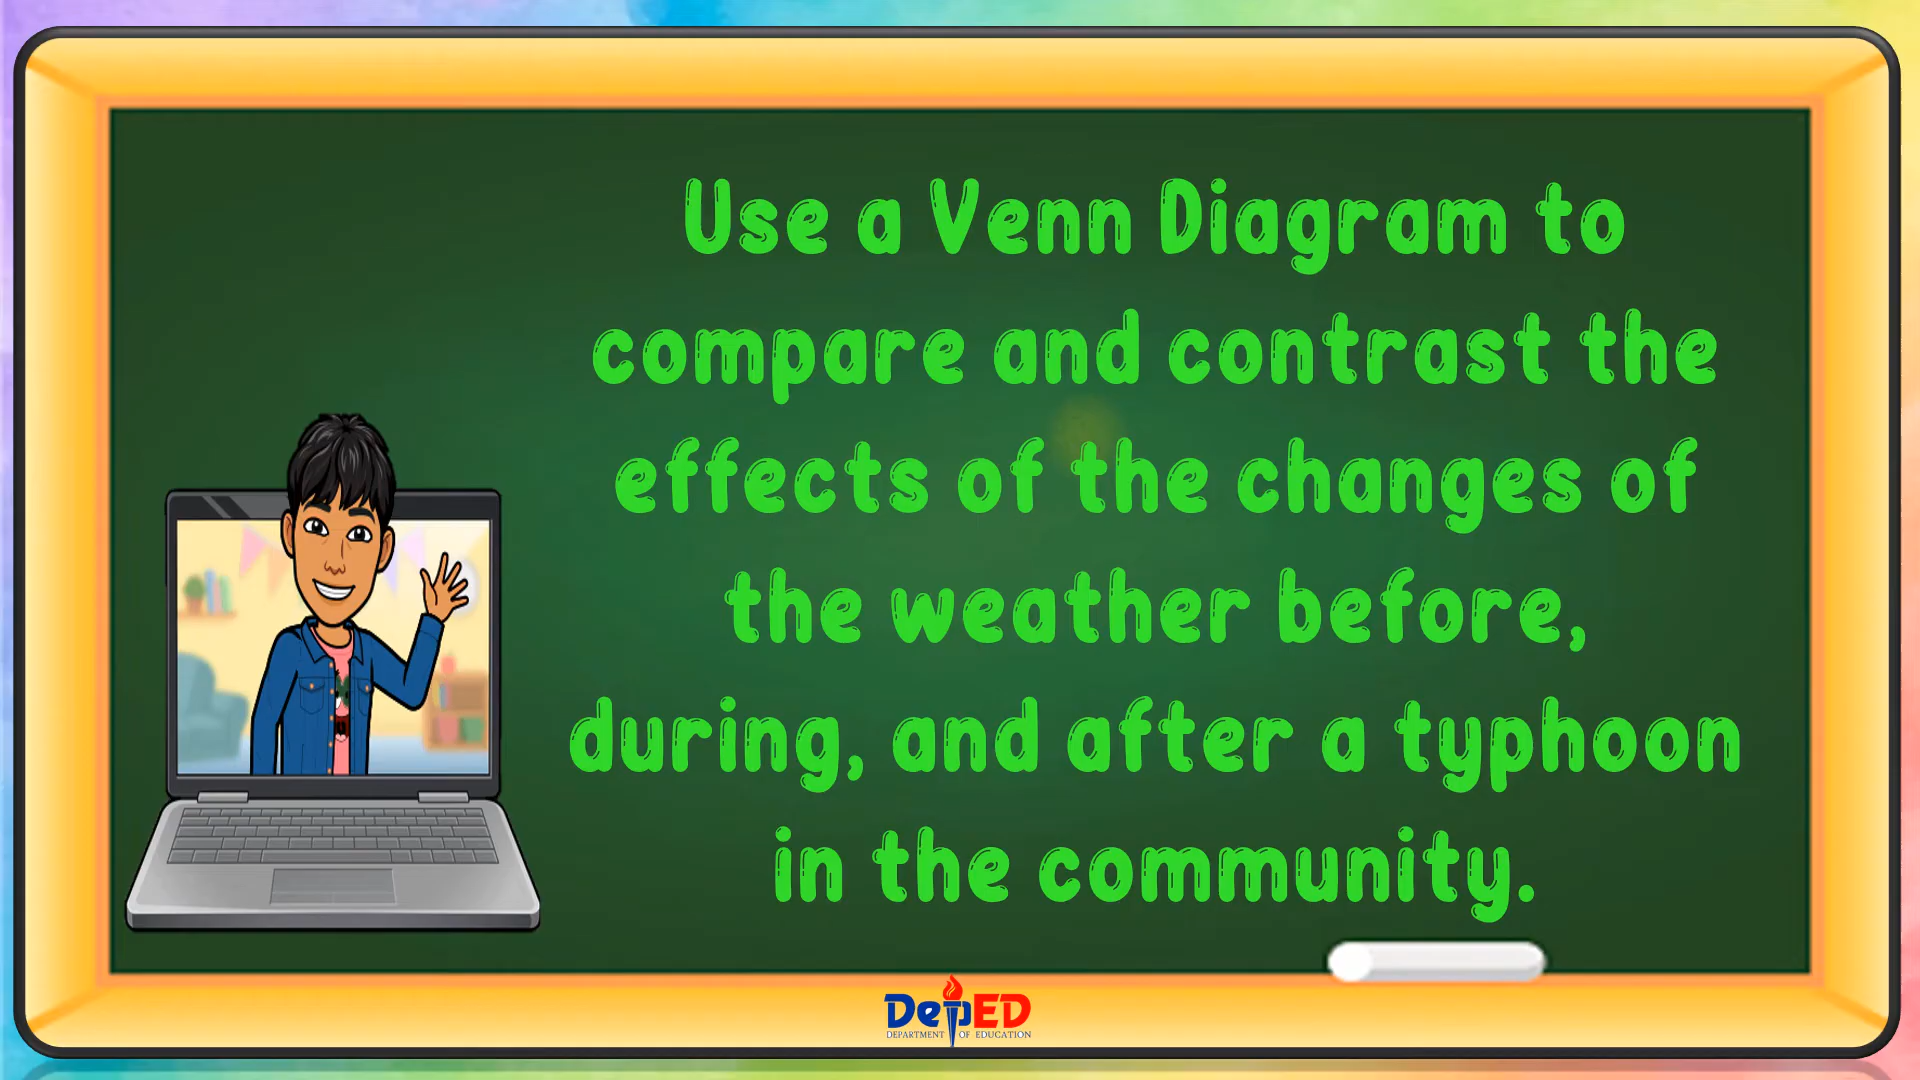 Use a Venn Diagram to
compare and contrast the
effects of the changes of
the weather before,
during, and after a typhoon
in the community.
DepED
DEPARTMENT OF EDUCATION